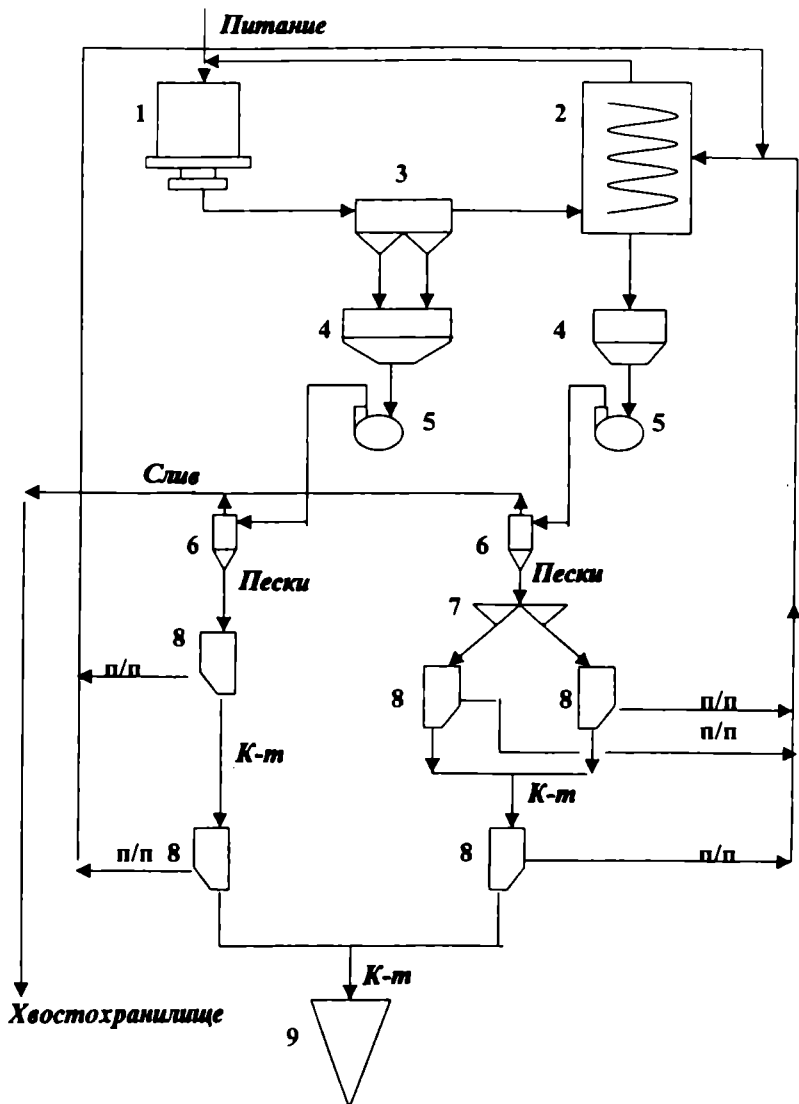 Питание
1
2
3
4
4
5
5
Слив
6
6
Пески
Пески
7
8
8
8
п/п
п/п
п/п
К-т
К-т
п/п 8
8
п/п
К-т
Хвостохранилище
9